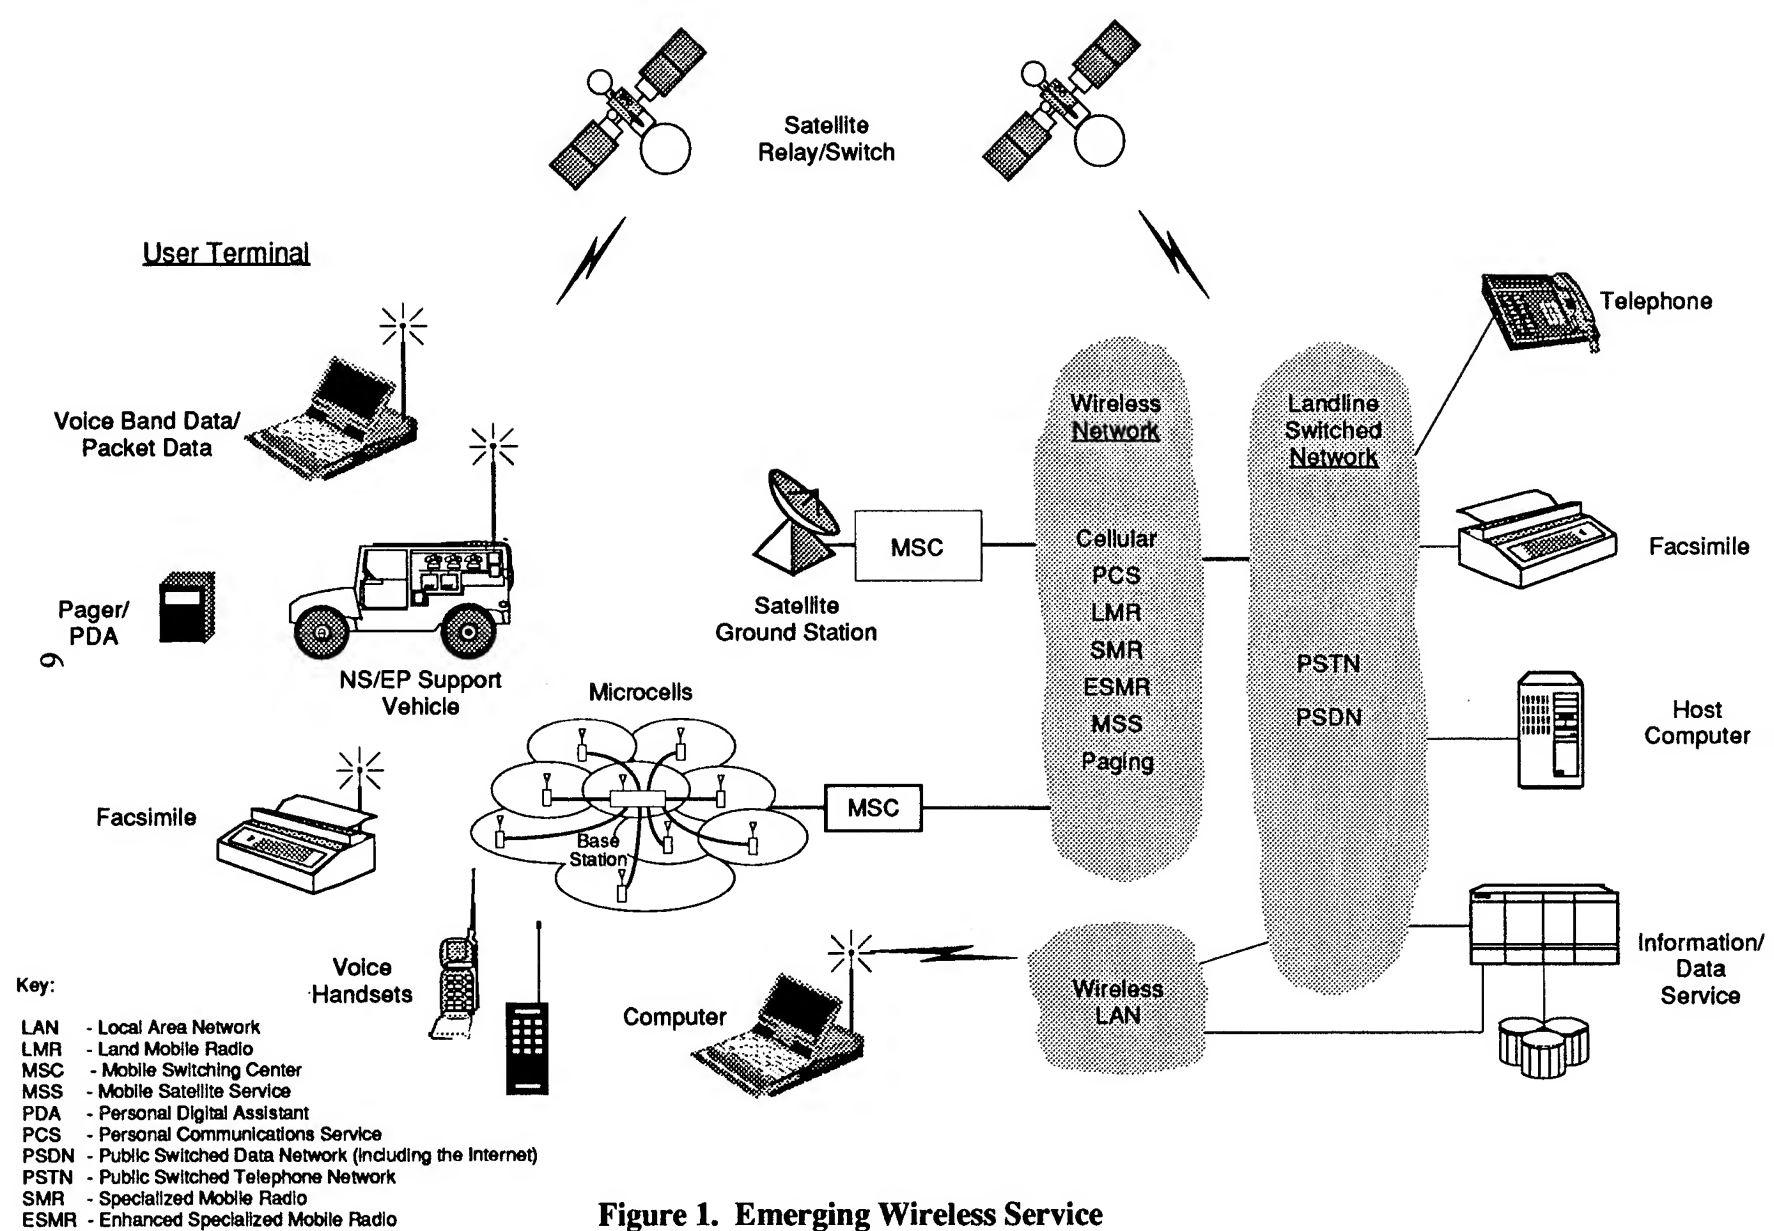 Satellite
Relay/Switch
User Terminal
Telephone
Voice Band Data/
Packet Data
Wireless
Network
Landline
Switched
Network
MSC
Cellular
PCS
LMR
SMR
ESMR
MSS
Paging
Facsimile
Pager/
PDA
6
Satellite
Ground Station
PSTN
PSDN
NS/EP Support
Vehicle
Microcells
Host
Computer
Facsimile
MSC
Base
Station
Voice
Handsets
Computer
Wireless
LAN
Information/
Data
Service
Key:
LAN - Local Area Network
LMR - Land Mobile Radio
MSC - Mobile Switching Center
MSS - Mobile Satellite Service
PDA - Personal Digital Assistant
PCS - Personal Communications Service
PSDN - Public Switched Data Network (including the Internet)
PSTN - Public Switched Telephone Network
SMR - Specialized Mobile Radio
ESMR - Enhanced Specialized Mobile Radio
Figure 1. Emerging Wireless Service